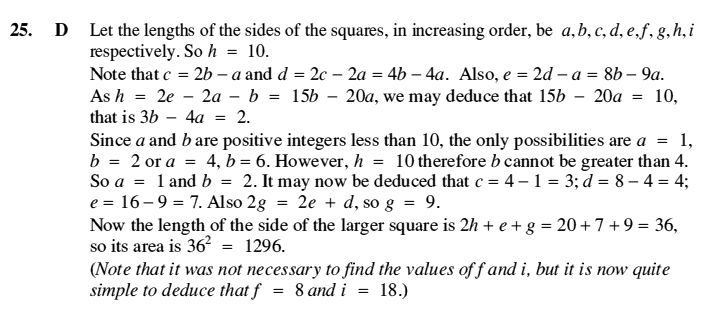 25. D Let the lengths of the sides of the squares, in increasing order, be a, b, c, d, e, f, g, h, i
respectively. So h = 10.
Note that c = 2b − a and d = 2c − 2a = 4b − 4a. Also, e = 2d − a = 8b − 9a.
As h = 2e − 2a − b = 15b − 20a, we may deduce that 15b − 20a = 10,
that is 3b − 4a = 2.
Since a and b are positive integers less than 10, the only possibilities are a = 1,
b = 2 or a = 4, b = 6. However, h = 10 therefore b cannot be greater than 4.
So a = 1 and b = 2. It may now be deduced that c = 4 − 1 = 3; d = 8 − 4 = 4;
e = 16 − 9 = 7. Also 2g = 2e + d, so g = 9.
Now the length of the side of the larger square is 2h + e + g = 20 + 7 + 9 = 36,
so its area is 36² = 1296.
(Note that it was not necessary to find the values of f and i, but it is now quite
simple to deduce that f = 8 and i = 18.)